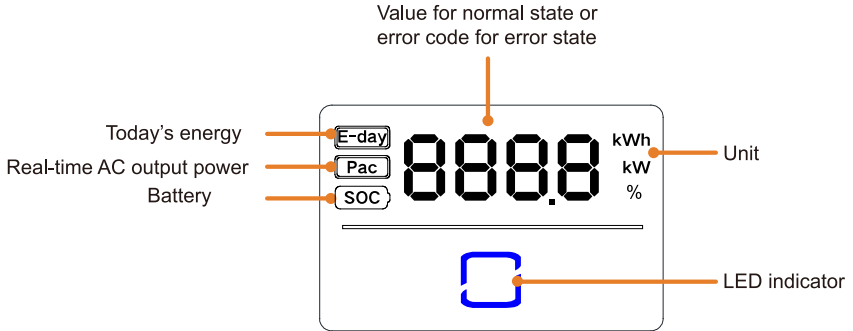 Value for normal state or
error code for error state
Today's energy
E-day
8888.8
kWh
Real-time AC output power
Pac
kW
Unit
Battery
SOC
%
LED indicator